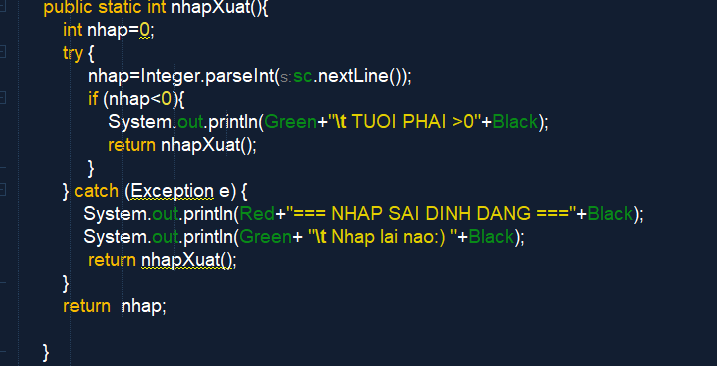 public static int nhapXuat(){
int nhap=0;
try {
nhap=Integer.parseInt(s:sc.nextLine());
if (nhap<0){
System.out.println(Green+"\t TUOI PHAI >0"+Black);
return nhapXuat();
}
} catch (Exception e) {
System.out.println(Red+"=== NHAP SAI DINH DANG ==="+Black);
System.out.println(Green+ "\t Nhap lai nao:) "+Black);
return nhapXuat();
}
return nhap;
}